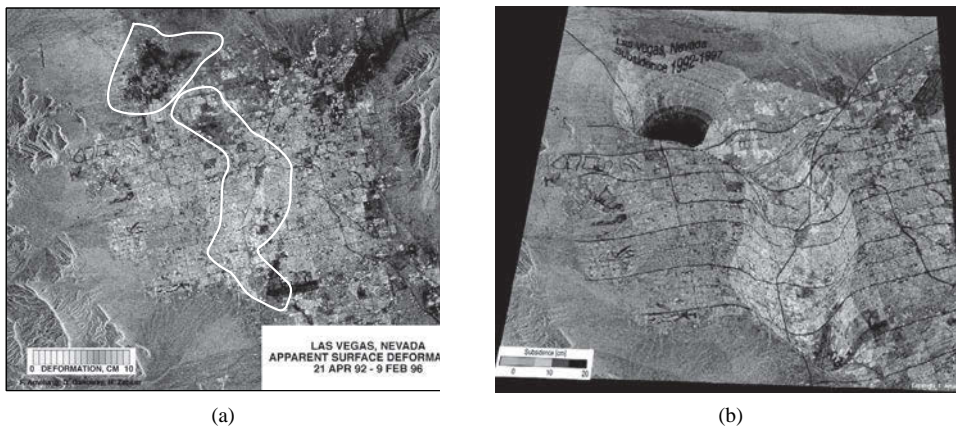 LAS VEGAS, NEVADA
APPARENT SURFACE DEFORMA
21 APR 92 - 9 FEB 96
0 DEFORMATION, CM 10
(a)
Las Vegas, Nevada
Subsidence 1992-1997
Subsidence [cm]
0 10 20
(b)